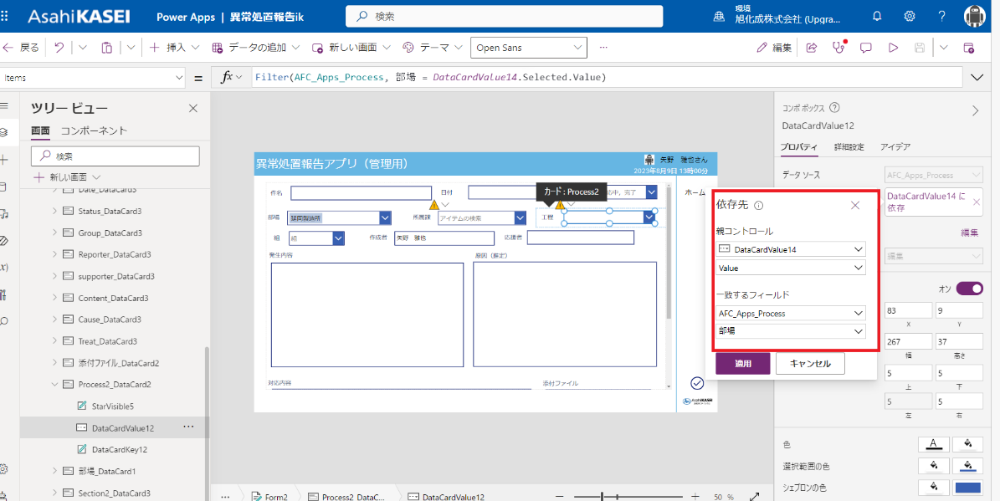 AsahiKASEI
Power Apps | 異常処置報告ik
検索
環境
旭化成株式会社 (Upgra...
戻る
挿入
データの追加
新しい画面
テーマ
Open Sans
...
編集
Items
=
fx
Filter(AFC_Apps_Process, 部場 = DataCardValue14.Selected.Value)
ツリー ビュー
画面
コンポーネント
検索
新しい画面
Date_DataCard3
Status_DataCard3
Group_DataCard3
Reporter_DataCard3
supporter_DataCard3
Content_DataCard3
Cause_DataCard3
Treat_DataCard3
添付ファイル_DataCard2
Process2_DataCard2
StarVisible5
DataCardValue12
...
DataCardKey12
部場_DataCard1
Section2_DataCard3
異常処置報告アプリ（管理用）
矢野 雅也さん
2023年8月9日 13時00分
件名
日付
カード : Process2
中, 完了
ホーム
部場
延岡製造所
所属課
アイテムの検索
工程
組
組
作成者
矢野 雅也
応援者
発生内容
原因（推定）
対応内容
添付ファイル
AsahiKASEI
依存先
親コントロール
DataCardValue14
Value
一致するフィールド
AFC_Apps_Process
部場
適用
キャンセル
コンボ ボックス
DataCardValue12
プロパティ
詳細設定
アイデア
データ ソース
AFC_Apps_Process
DataCardValue14 に
依存
編集
編集
オン
83
9
X
Y
267
37
幅
高さ
5
5
上
下
5
5
左
右
色
選択範囲の色
シェブロンの色
...
Form2
Process2_DataC...
DataCardValue12
50 %